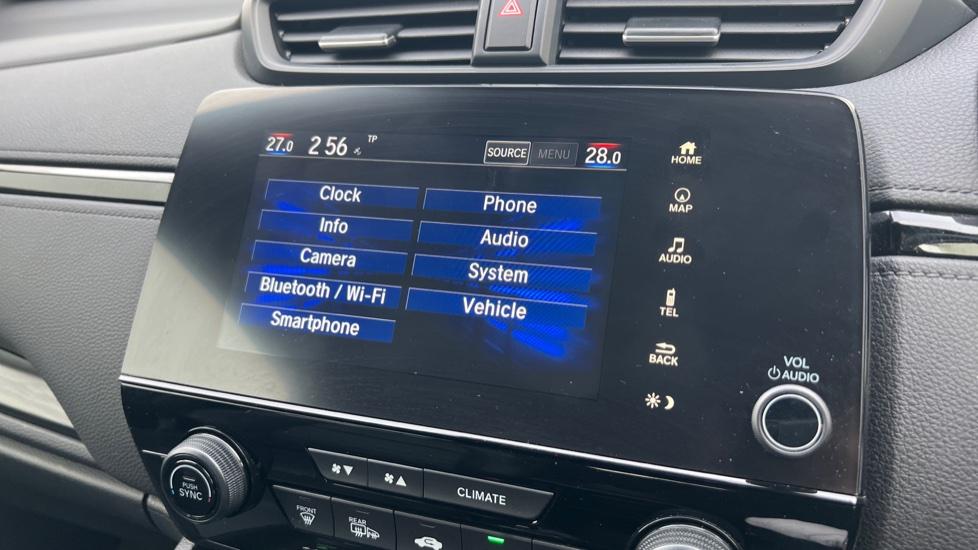 27.0 2 56 TP SOURCE MENU 28.0
Clock
Info
Camera
Bluetooth / Wi-Fi
Smartphone
Phone
Audio
System
Vehicle
HOME
MAP
AUDIO
TEL
BACK
VOL
AUDIO
PUSH
SYNC
CLIMATE
FRONT
REAR